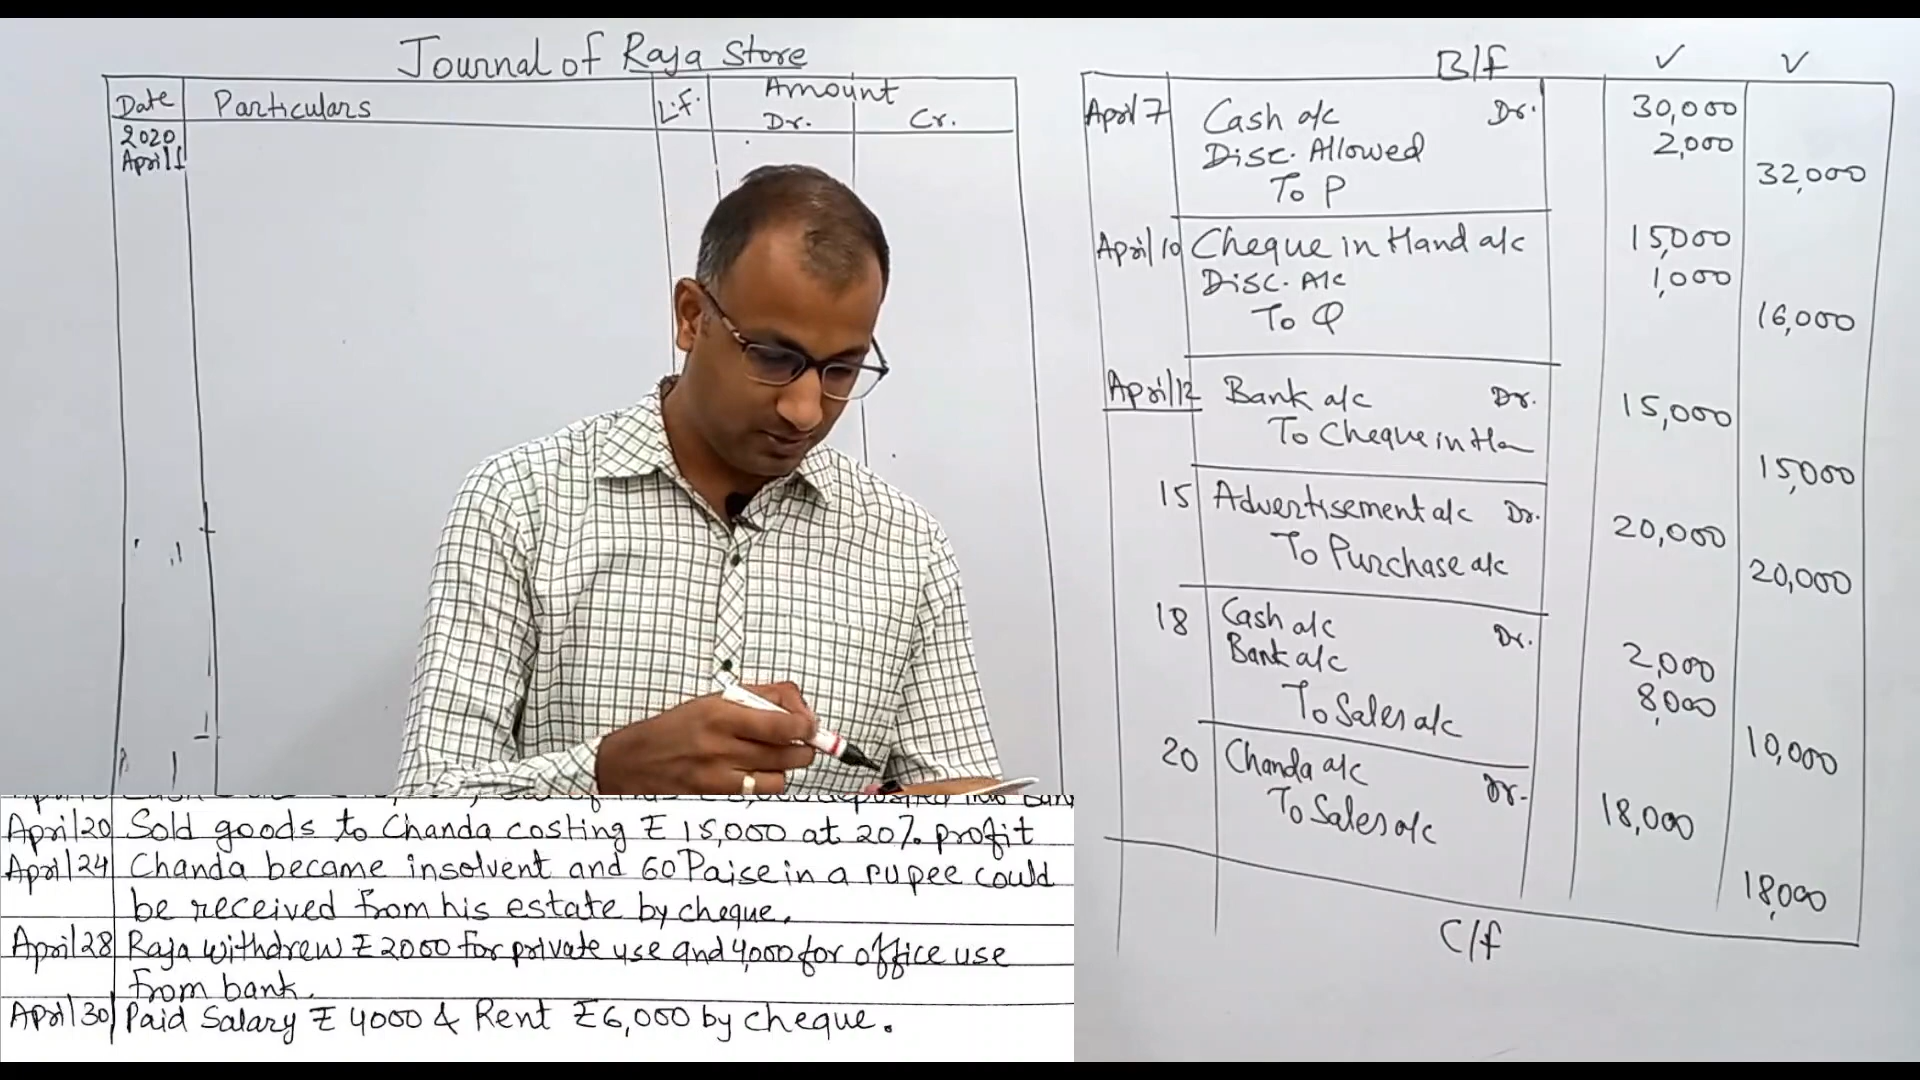 Journal of Raja Store
Date Particulars L.F. Amount
Dr. Cr.
2020
April 1
B/f ✓ ✓
April 7 Cash a/c Dr. 30,000
Disc. Allowed 2,000
To P 32,000
April 10 Cheque in Hand a/c 15,000
Disc. A/c 1,000
To Q 16,000
April 12 Bank a/c Dr. 15,000
To Cheque in Ha
15,000
15 Advertisement a/c Dr. 20,000
To Purchase a/c 20,000
18 Cash a/c Dr. 2,000
Bank a/c 8,000
To Sales a/c 10,000
20 Chanda a/c Dr. 18,000
To Sales a/c
18,000
C/f
April 20 Sold goods to Chanda costing ₹ 15,000 at 20% profit
April 24 Chanda became insolvent and 60 Paise in a rupee could
be received from his estate by cheque.
April 28 Raja withdrew ₹ 2000 for private use and 4,000 for office use
from bank.
April 30 Paid Salary ₹ 4000 & Rent ₹ 6,000 by cheque.